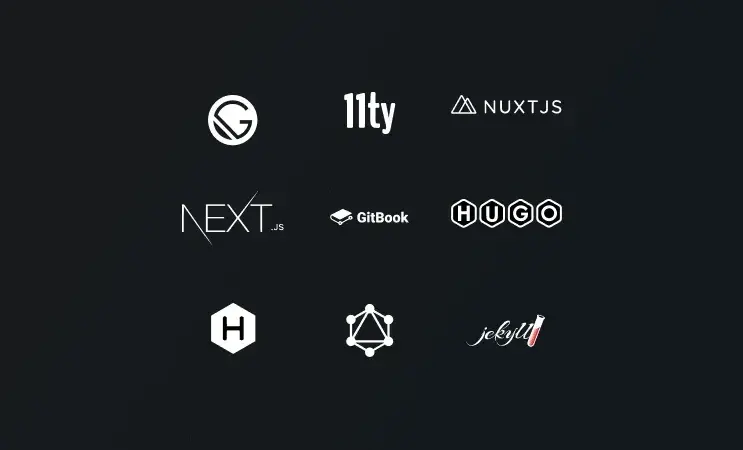 G
11ty
NUXTJS
NEXT.JS
GitBook
HUGO
H
jekyll